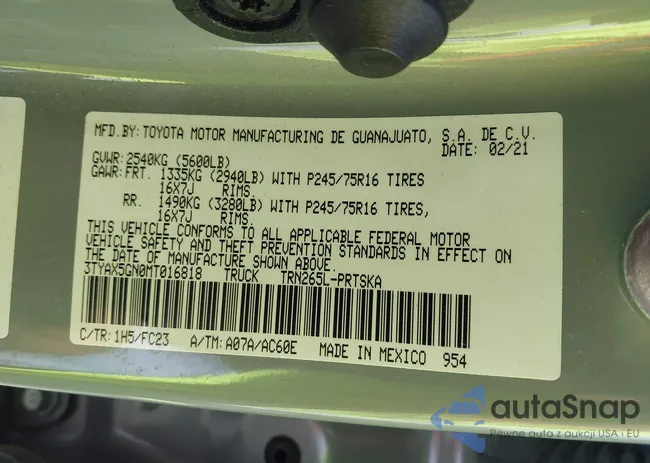 MFD.BY:TOYOTA MOTOR MANUFACTURING DE GUANAJUATO, S.A. DE C.V.
GVWR:2540KG (5600LB) DATE: 02/21
GAWR:FRT. 1335KG (2940LB) WITH P245/75R16 TIRES
16X7J RIMS.
RR. 1490KG (3280LB) WITH P245/75R16 TIRES,
16X7J RIMS.
THIS VEHICLE CONFORMS TO ALL APPLICABLE FEDERAL MOTOR
VEHICLE SAFETY AND THEFT PREVENTION STANDARDS IN EFFECT ON
THE DATE OF MANUFACTURE SHOWN ABOVE.
3TYAX5GN0MT016818 TRUCK TRN265L-PRTSKA
C/TR: 1H5/FC23 A/TM: A07A/AC60E MADE IN MEXICO 954
autaSnap
Pewne auta z aukcji USA i EU